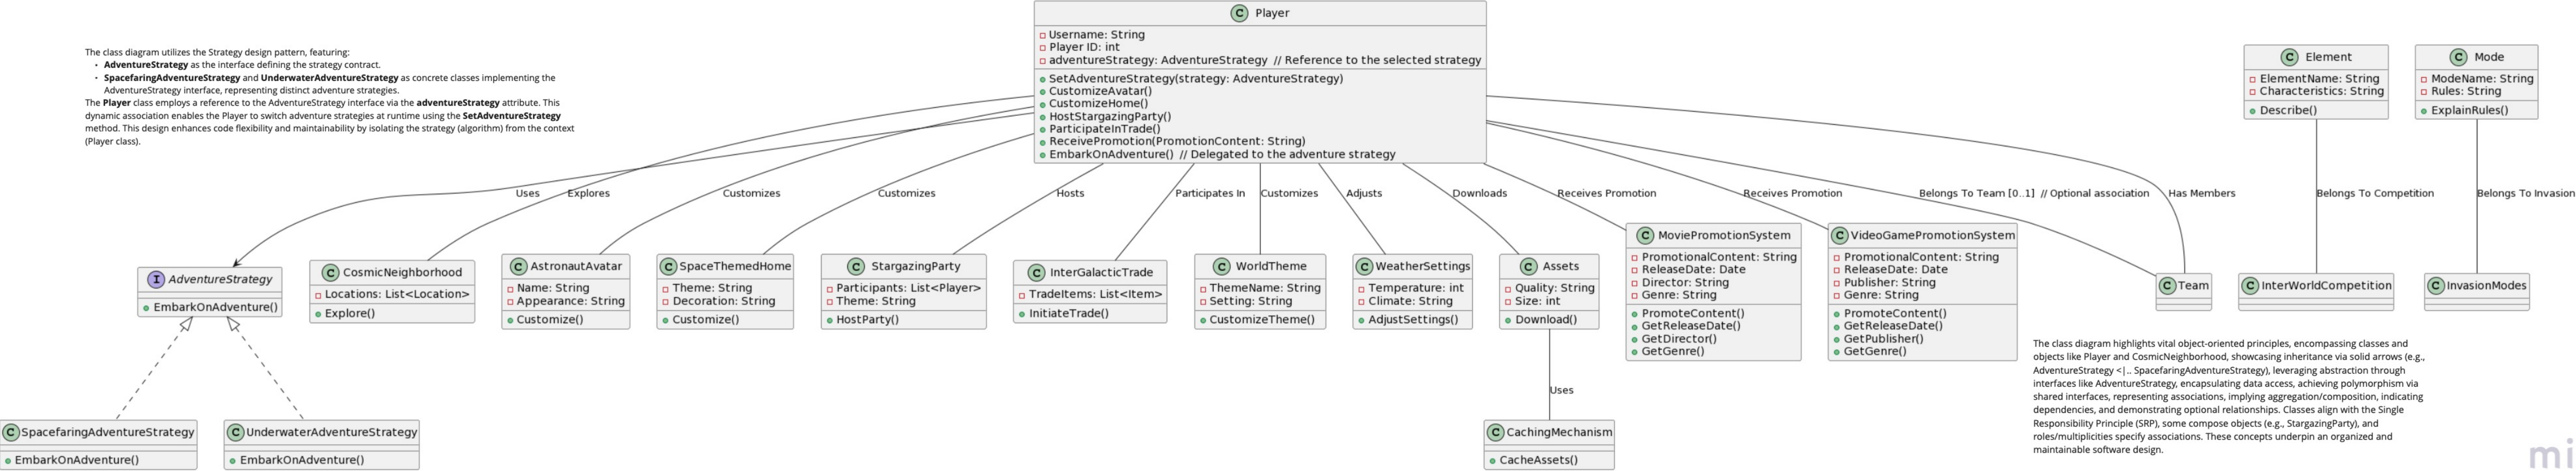 The class diagram utilizes the Strategy design pattern, featuring:
• AdventureStrategy as the interface defining the strategy contract.
• SpacefaringAdventureStrategy and UnderwaterAdventureStrategy as concrete classes implementing the
AdventureStrategy interface, representing distinct adventure strategies.
The Player class employs a reference to the AdventureStrategy interface via the adventureStrategy attribute. This
dynamic association enables the Player to switch adventure strategies at runtime using the SetAdventureStrategy
method. This design enhances code flexibility and maintainability by isolating the strategy (algorithm) from the context
(Player class).
C Player
Username: String
Player ID: int
adventureStrategy: AdventureStrategy // Reference to the selected strategy
SetAdventureStrategy(strategy: AdventureStrategy)
CustomizeAvatar()
CustomizeHome()
HostStargazingParty()
ParticipateInTrade()
ReceivePromotion(PromotionContent: String)
EmbarkOnAdventure() // Delegated to the adventure strategy
C Element
ElementName: String
Characteristics: String
Describe()
C Mode
ModeName: String
Rules: String
ExplainRules()
Uses
Explores
Customizes
Customizes
Hosts
Participates In
Customizes
Adjusts
Downloads
Receives Promotion
Receives Promotion
Belongs To Team [0..1] // Optional association
Has Members
Belongs To Competition
Belongs To Invasion
I AdventureStrategy
EmbarkOnAdventure()
C CosmicNeighborhood
Locations: List<Location>
Explore()
C AstronautAvatar
Name: String
Appearance: String
Customize()
C SpaceThemedHome
Theme: String
Decoration: String
Customize()
C StargazingParty
Participants: List<Player>
Theme: String
HostParty()
C InterGalacticTrade
TradeItems: List<Item>
InitiateTrade()
C WorldTheme
ThemeName: String
Setting: String
CustomizeTheme()
C WeatherSettings
Temperature: int
Climate: String
AdjustSettings()
C Assets
Quality: String
Size: int
Download()
C MoviePromotionSystem
PromotionalContent: String
ReleaseDate: Date
Director: String
Genre: String
PromoteContent()
GetReleaseDate()
GetDirector()
GetGenre()
C VideoGamePromotionSystem
PromotionalContent: String
ReleaseDate: Date
Publisher: String
Genre: String
PromoteContent()
GetReleaseDate()
GetPublisher()
GetGenre()
C Team
C InterWorldCompetition
C InvasionModes
Uses
C SpacefaringAdventureStrategy
EmbarkOnAdventure()
C UnderwaterAdventureStrategy
EmbarkOnAdventure()
C CachingMechanism
CacheAssets()
The class diagram highlights vital object-oriented principles, encompassing classes and
objects like Player and CosmicNeighborhood, showcasing inheritance via solid arrows (e.g.,
AdventureStrategy <|.. SpacefaringAdventureStrategy), leveraging abstraction through
interfaces like AdventureStrategy, encapsulating data access, achieving polymorphism via
shared interfaces, representing associations, implying aggregation/composition, indicating
dependencies, and demonstrating optional relationships. Classes align with the Single
Responsibility Principle (SRP), some compose objects (e.g., StargazingParty), and
roles/multiplicities specify associations. These concepts underpin an organized and
maintainable software design.
mi